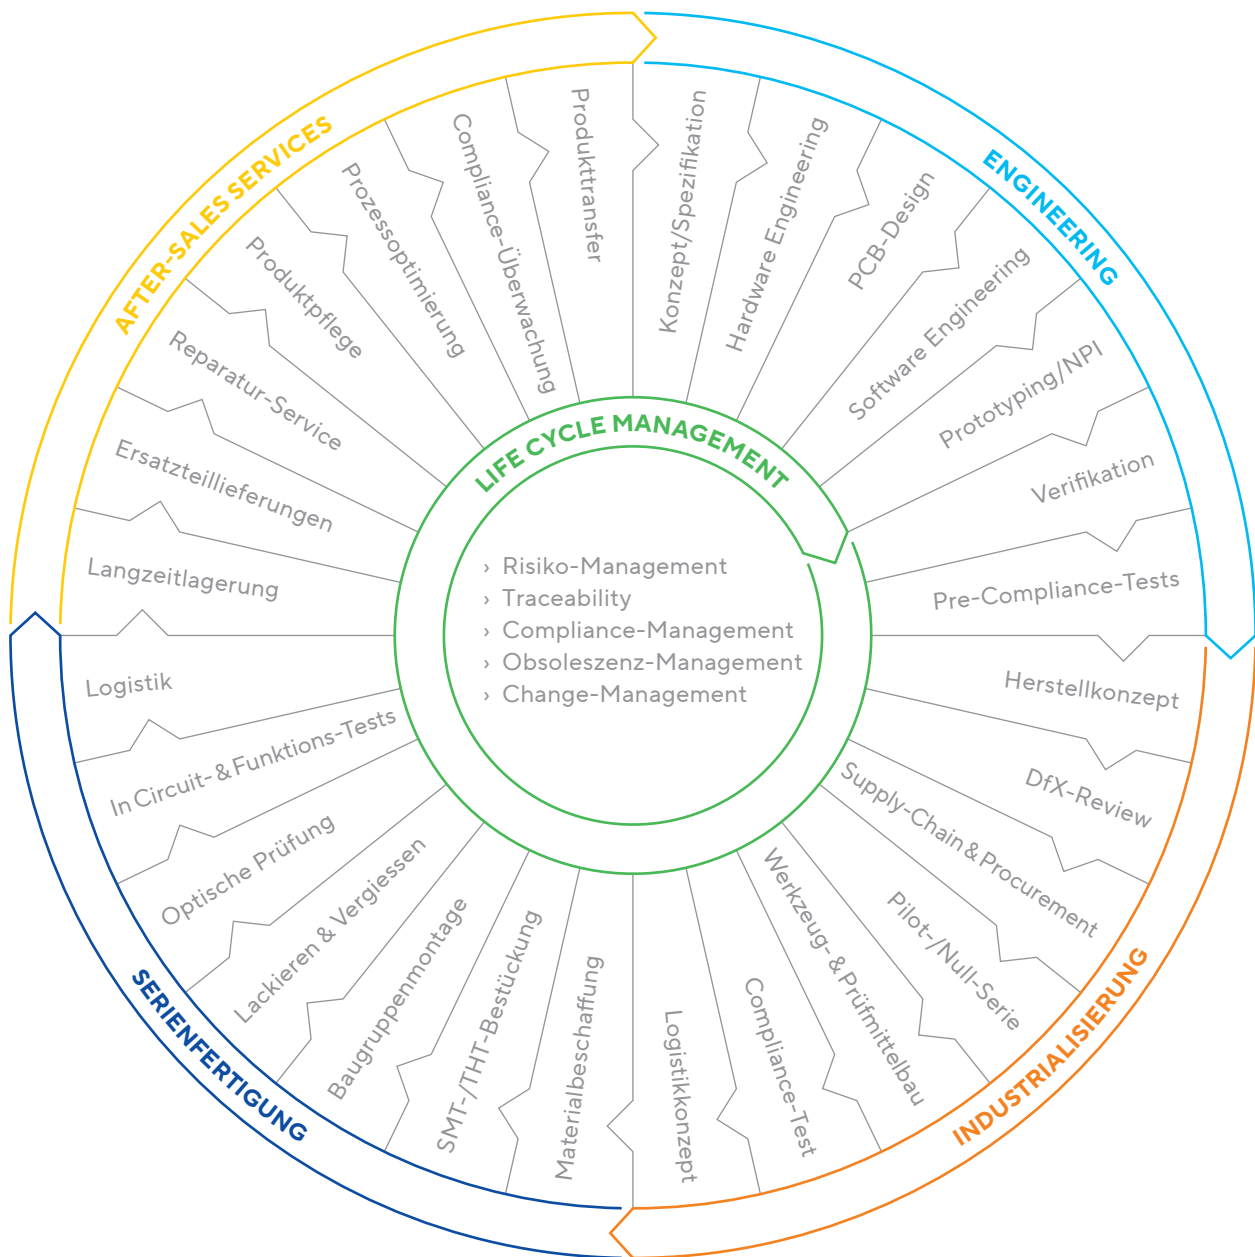 ENGINEERING
Konzept/Spezifikation
Hardware Engineering
PCB-Design
Software Engineering
Prototyping/NPI
Verifikation
Pre-Compliance-Tests
INDUSTRIALISIERUNG
Herstellkonzept
DfX-Review
Supply-Chain & Procurement
Pilot-/Null-Serie
Werkzeug- & Prüfmittelbau
Compliance-Test
Logistikkonzept
SERIENFERTIGUNG
Materialbeschaffung
SMT-/THT-Bestückung
Baugruppenmontage
Lackieren & Vergiessen
Optische Prüfung
In Circuit- & Funktions-Tests
Logistik
AFTER-SALES SERVICES
Langzeitlagerung
Ersatzteillieferungen
Reparatur-Service
Produktpflege
Prozessoptimierung
Compliance-Überwachung
Produkttransfer
LIFE CYCLE MANAGEMENT
› Risiko-Management
› Traceability
› Compliance-Management
› Obsoleszenz-Management
› Change-Management